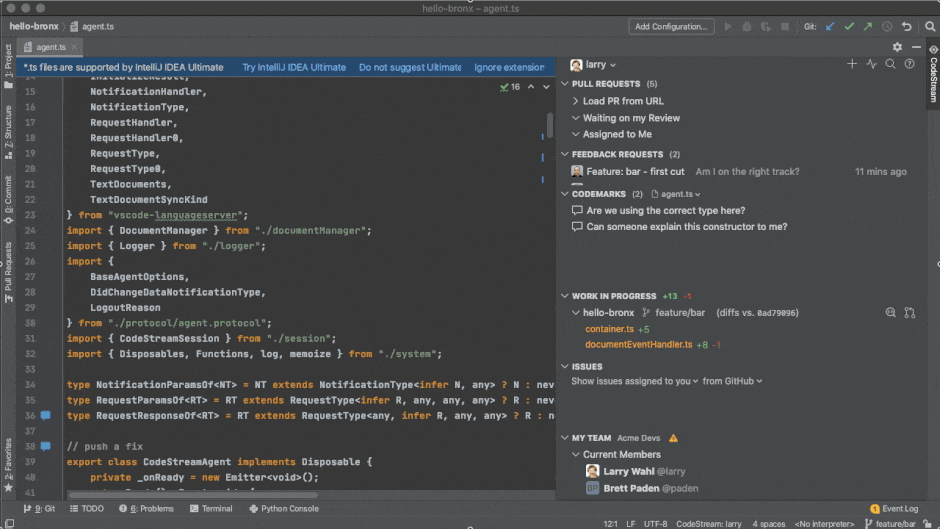 hello-bronx – agent.ts
hello-bronx
agent.ts
Add Configuration...
Git:
agent.ts
*.ts files are supported by IntelliJ IDEA Ultimate
Try IntelliJ IDEA Ultimate
Do not suggest Ultimate
Ignore extension
1: Project
7: Structure
0: Commit
Pull Requests
2: Favorites
16
14 InitializeResult,
15 NotificationHandler,
16 NotificationType,
17 RequestHandler,
18 RequestHandler0,
19 RequestType,
20 RequestType0,
21 TextDocuments,
22 TextDocumentSyncKind
23 } from "vscode-languageserver";
24 import { DocumentManager } from "./documentManager";
25 import { Logger } from "./logger";
26 import {
27 BaseAgentOptions,
28 DidChangeDataNotificationType,
29 LogoutReason
30 } from "./protocol/agent.protocol";
31 import { CodeStreamSession } from "./session";
32 import { Disposables, Functions, log, memoize } from "./system";
33
34 type NotificationParamsOf<NT> = NT extends NotificationType<infer N, any> ? N : nev
35 type RequestParamsOf<RT> = RT extends RequestType<infer R, any, any, any> ? R : nev
36 type RequestResponseOf<RT> = RT extends RequestType<any, infer R, any, any> ? R : n
37
38 // push a fix
39 export class CodeStreamAgent implements Disposable {
40 private _onReady = new Emitter<void>();
41
larry
PULL REQUESTS (5)
Load PR from URL
Waiting on my Review
Assigned to Me
FEEDBACK REQUESTS (2)
Feature: bar - first cut Am I on the right track? 11 mins ago
CODEMARKS (2) agent.ts
Are we using the correct type here?
Can someone explain this constructor to me?
WORK IN PROGRESS +13 -1
hello-bronx feature/bar (diffs vs. 0ad79096)
container.ts +5
documentEventHandler.ts +8 -1
ISSUES
Show issues assigned to you from GitHub
MY TEAM Acme Devs
Current Members
Larry Wahl @larry
BP Brett Paden @paden
CodeStream
9: Git
TODO
6: Problems
Terminal
Python Console
1 Event Log
12:1 LF UTF-8 CodeStream: larry 4 spaces <No interpreter> feature/bar